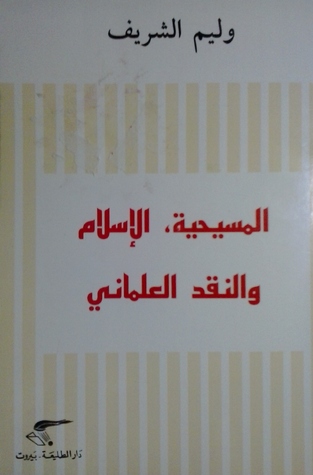 وليم الشريف
المسيحية، الإسلام
والنقد العلماني
دار الطليعة . بيروت